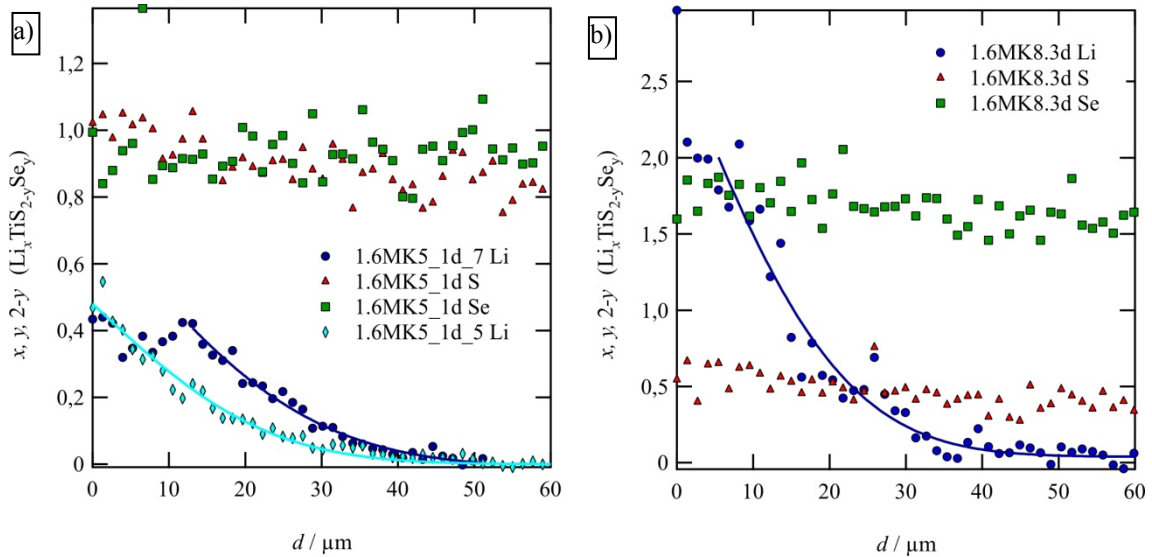 a)
1,2
1,0
0,8
0,6
0,4
0,2
0
x, y, 2-y (LixTiS2-ySey)
1.6MK5_1d_7 Li
1.6MK5_1d S
1.6MK5_1d Se
1.6MK5_1d_5 Li
0 10 20 30 40 50 60
d / µm
b)
2,5
2,0
1,5
1,0
0,5
0
x, y, 2-y (LixTiS2-ySey)
1.6MK8.3d Li
1.6MK8.3d S
1.6MK8.3d Se
0 10 20 30 40 50 60
d / µm